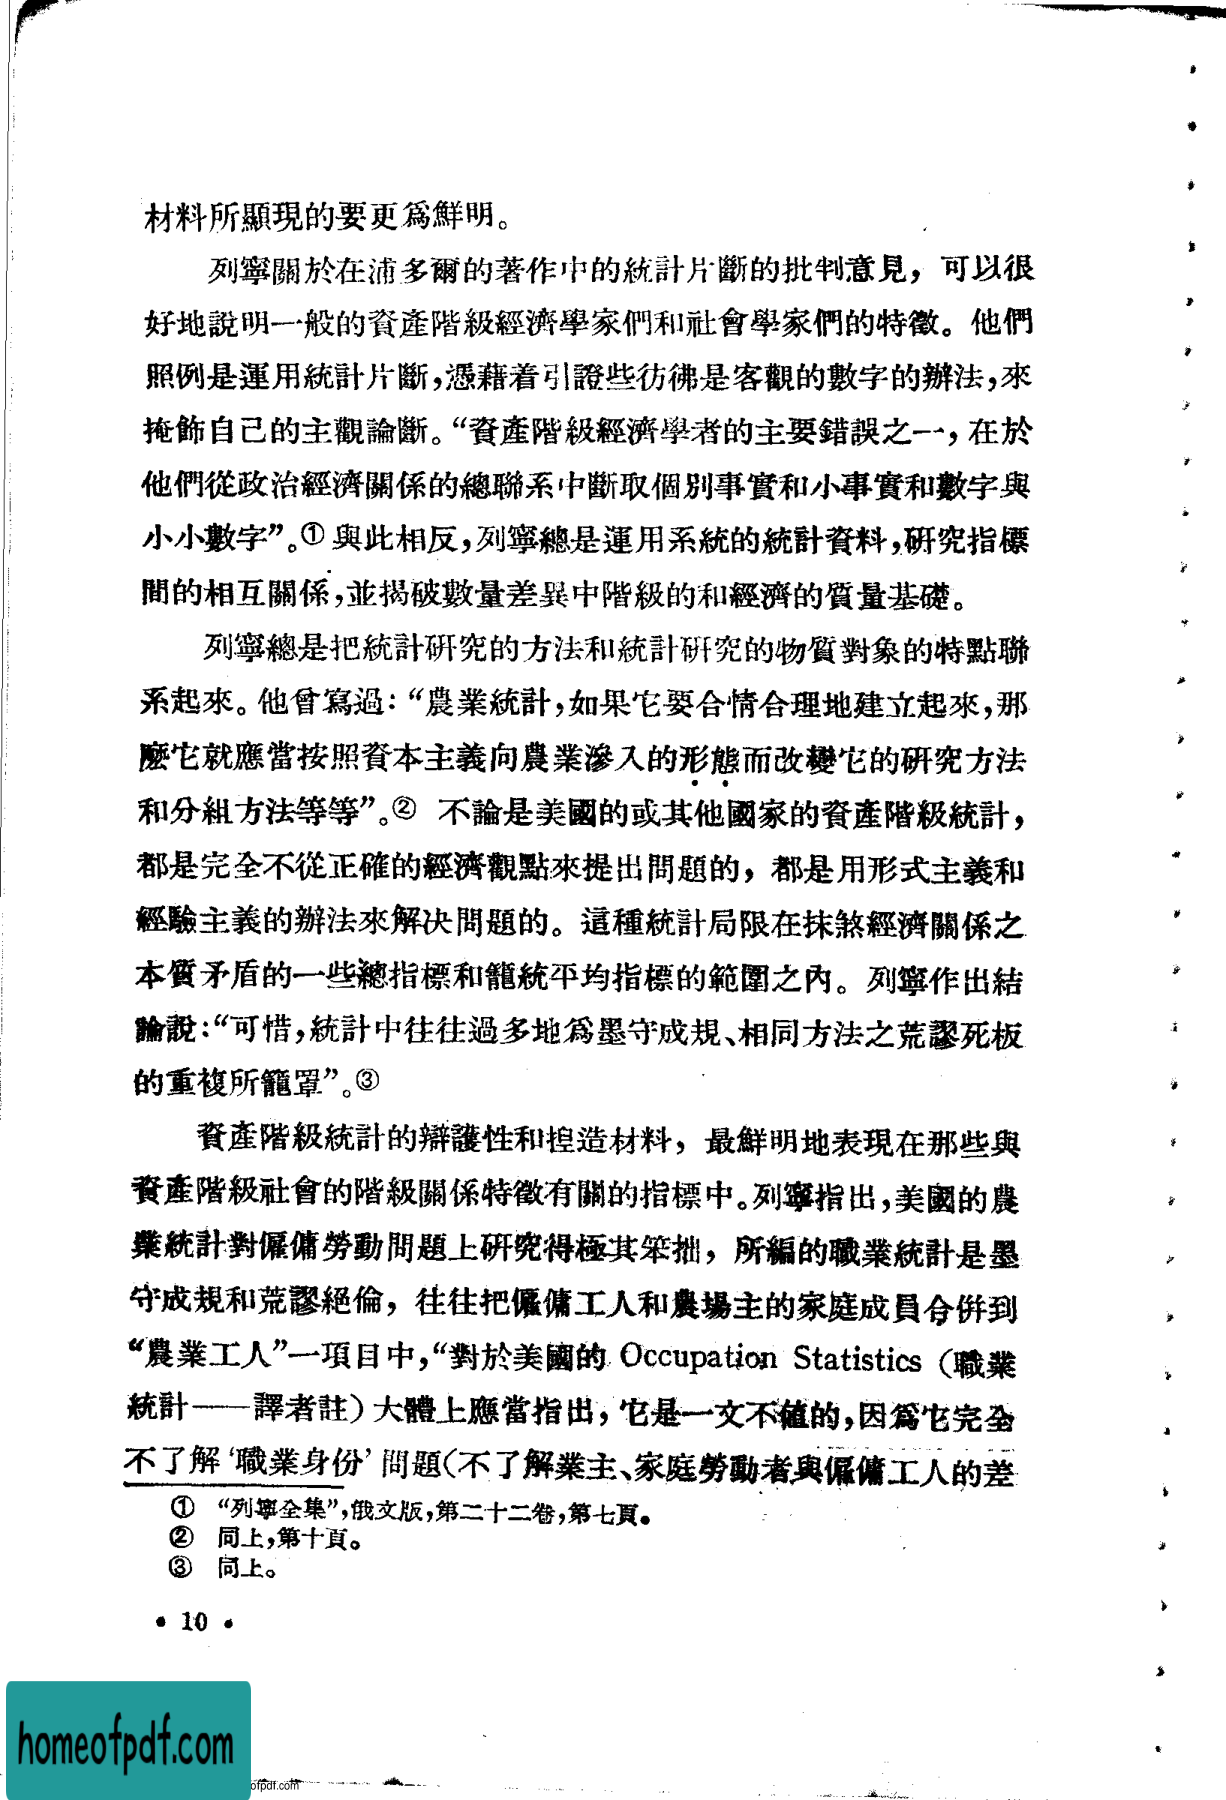 材料所顯現的要更爲鮮明。
列寧關於在浦多爾的著作中的統計片斷的批判意見，可以很
好地說明一般的資產階級經濟學家們和社會學家們的特徵。他們
照例是運用統計片斷，憑藉着引證些彷彿是客觀的數字的辦法，來
掩飾自己的主觀論斷。“資產階級經濟學者的主要錯誤之一，在於
他們從政治經濟關係的總聯系中斷取個別事實和小事實和數字與
小小數字”。①與此相反，列寧總是運用系統的統計資料，研究指標
間的相互關係，並揭破數量差異中階級的和經濟的質量基礎。
列寧總是把統計研究的方法和統計研究的物質對象的特點聯
系起來。他曾寫過：“農業統計，如果它要合情合理地建立起來，那
麼它就應當按照資本主義向農業滲入的形態而改變它的研究方法
和分組方法等等”。② 不論是美國的或其他國家的資產階級統計，
都是完全不從正確的經濟觀點來提出問題的，都是用形式主義和
經驗主義的辦法來解决問題的。這種統計局限在抹煞經濟關係之
本質矛盾的一些總指標和籠統平均指標的範圍之內。列寧作出結
論說：“可惜，統計中往往過多地爲墨守成規、相同方法之荒謬死板
的重複所籠罩”。③
資產階級統計的辯護性和捏造材料，最鮮明地表現在那些與
資產階級社會的階級關係特徵有關的指標中。列寧指出，美國的農
業統計對僱傭勞動問題上研究得極其笨拙，所編的職業統計是墨
守成規和荒謬絕倫，往往把僱傭工人和農場主的家庭成員合併到
“農業工人”一項目中，“對於美國的 Occupation Statistics（職業
統計——譯者註）大體上應當指出，它是一文不値的，因爲它完全
不了解‘職業身份’問題（不了解業主、家庭勞動者與僱傭工人的差
① “列寧全集”，俄文版，第二十二卷，第七頁。
② 同上，第十頁。
③ 同上。
• 10 •
homeofpdf.com
ofpdf.com